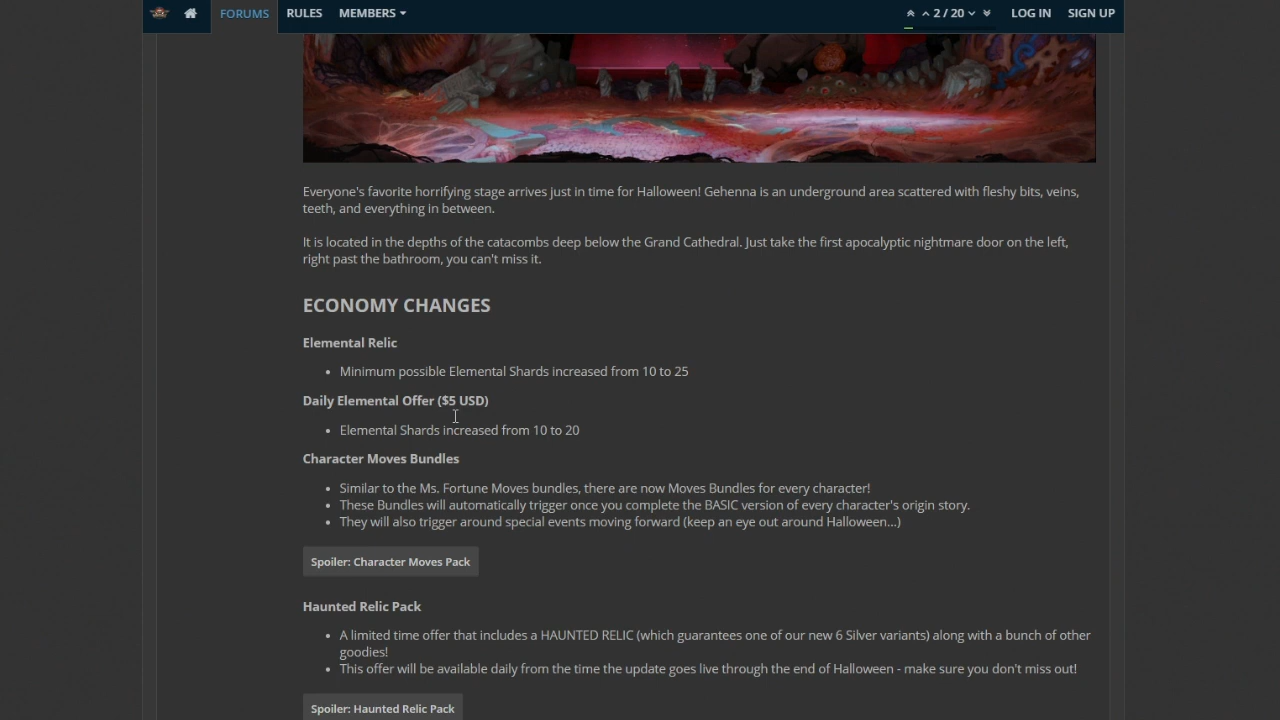 FORUMS RULES MEMBERS 2 / 20 LOG IN SIGN UP
Everyone's favorite horrifying stage arrives just in time for Halloween! Gehenna is an underground area scattered with fleshy bits, veins,
teeth, and everything in between.
It is located in the depths of the catacombs deep below the Grand Cathedral. Just take the first apocalyptic nightmare door on the left,
right past the bathroom, you can't miss it.
ECONOMY CHANGES
Elemental Relic
• Minimum possible Elemental Shards increased from 10 to 25
Daily Elemental Offer ($5 USD)
• Elemental Shards increased from 10 to 20
Character Moves Bundles
• Similar to the Ms. Fortune Moves bundles, there are now Moves Bundles for every character!
• These Bundles will automatically trigger once you complete the BASIC version of every character's origin story.
• They will also trigger around special events moving forward (keep an eye out around Halloween...)
Spoiler: Character Moves Pack
Haunted Relic Pack
• A limited time offer that includes a HAUNTED RELIC (which guarantees one of our new 6 Silver variants) along with a bunch of other
goodies!
• This offer will be available daily from the time the update goes live through the end of Halloween - make sure you don't miss out!
Spoiler: Haunted Relic Pack